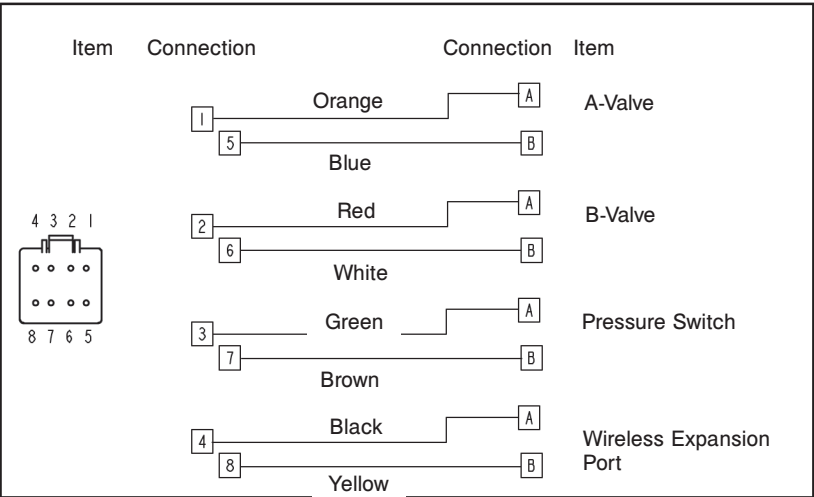 Item Connection Connection Item
Orange A A-Valve
1
5 B
Blue
Red A B-Valve
2
6 B
White
4 3 2 1
8 7 6 5
Green A Pressure Switch
3
7 B
Brown
Black A
4
Wireless Expansion
Port
8 B
Yellow